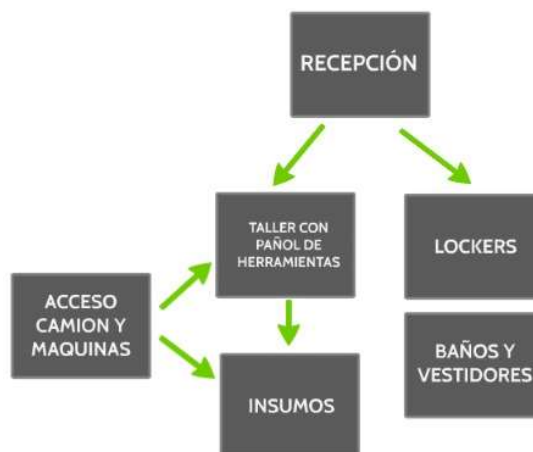 RECEPCIÓN
TALLER CON
PAÑOL DE
HERRAMIENTAS
LOCKERS
ACCESO
CAMION Y
MAQUINAS
BAÑOS Y
VESTIDORES
INSUMOS